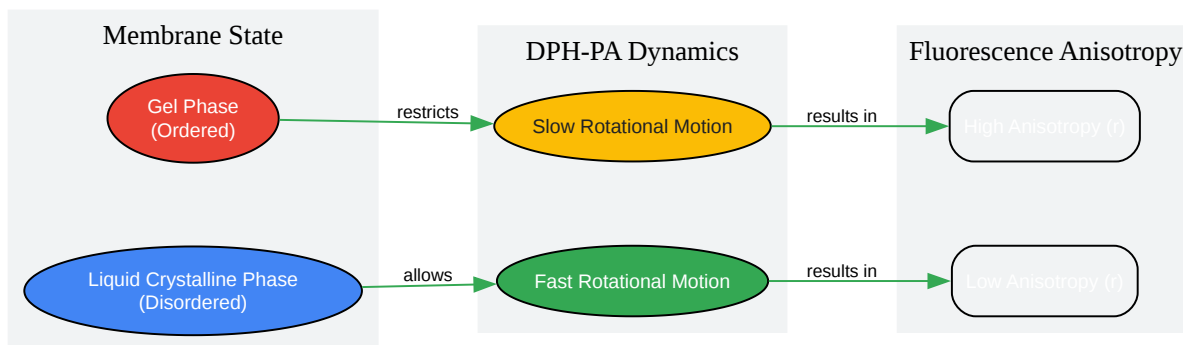 Membrane State
DPH-PA Dynamics
Fluorescence Anisotropy
Gel Phase
(Ordered)
restricts
Slow Rotational Motion
results in
High Anisotropy (r)
Liquid Crystalline Phase
(Disordered)
allows
Fast Rotational Motion
results in
Low Anisotropy (r)